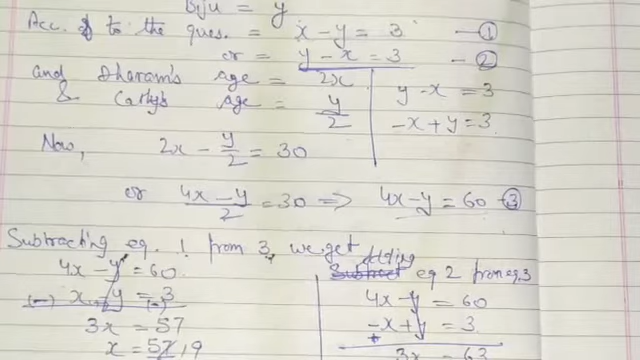 Biju = y
Acc. to the ques. = x - y = 3 — ①
or = y - x = 3 — ②
and Dharam's age = 2x
& Cathy's age = y/2
y - x = 3
-x + y = 3.
Now, 2x - y/2 = 30
or (4x - y)/2 = 30 => 4x - y = 60 - ③
Subtracting eq. 1 from 3, we get
4x - y = 60
(-) x - y = 3
3x = 57
x = 57 19
adding
Subtract eq 2 from eq 3
4x - y = 60
-x + y = 3
3x = 63